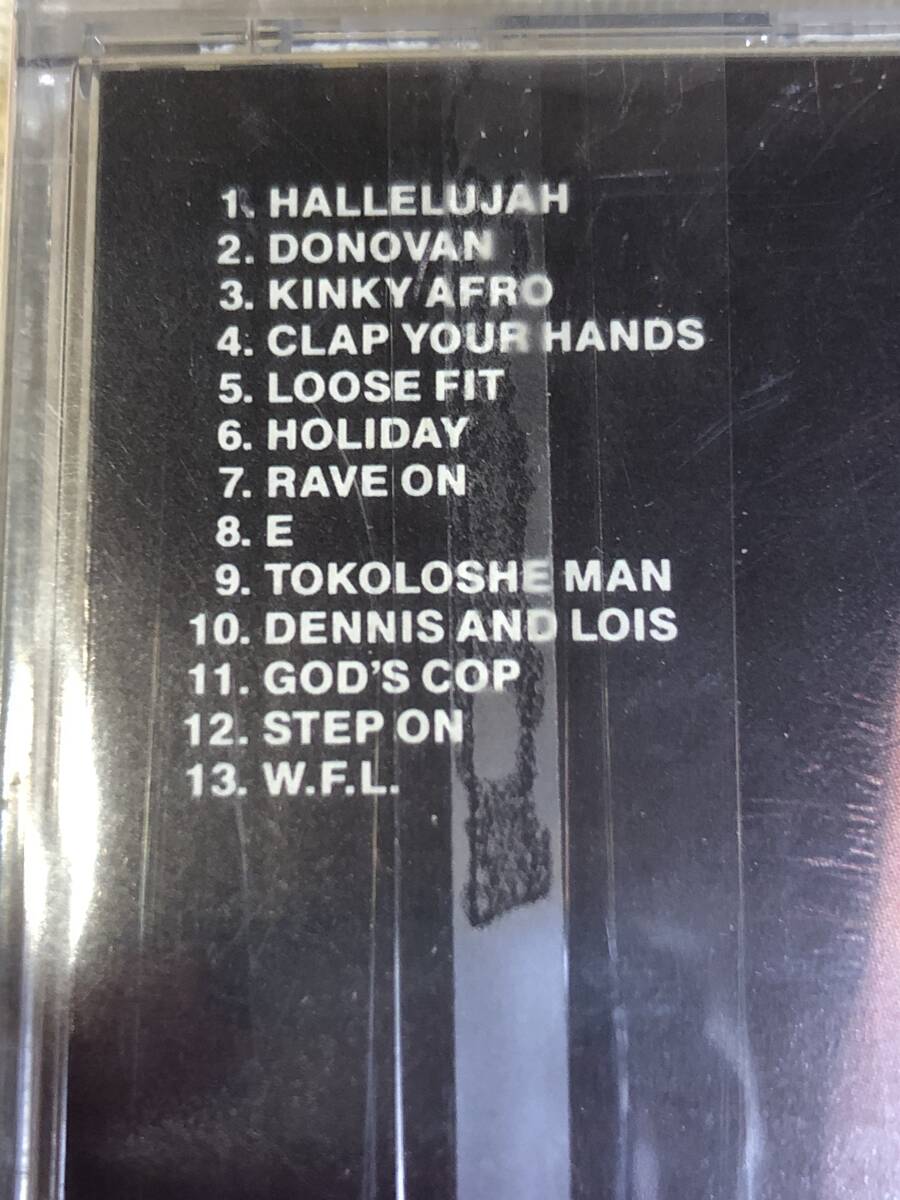 1. HALLELUJAH
2. DONOVAN
3. KINKY AFRO
4. CLAP YOUR HANDS
5. LOOSE FIT
6. HOLIDAY
7. RAVE ON
8. E
9. TOKOLOSHE MAN
10. DENNIS AND LOIS
11. GOD'S COP
12. STEP ON
13. W.F.L.